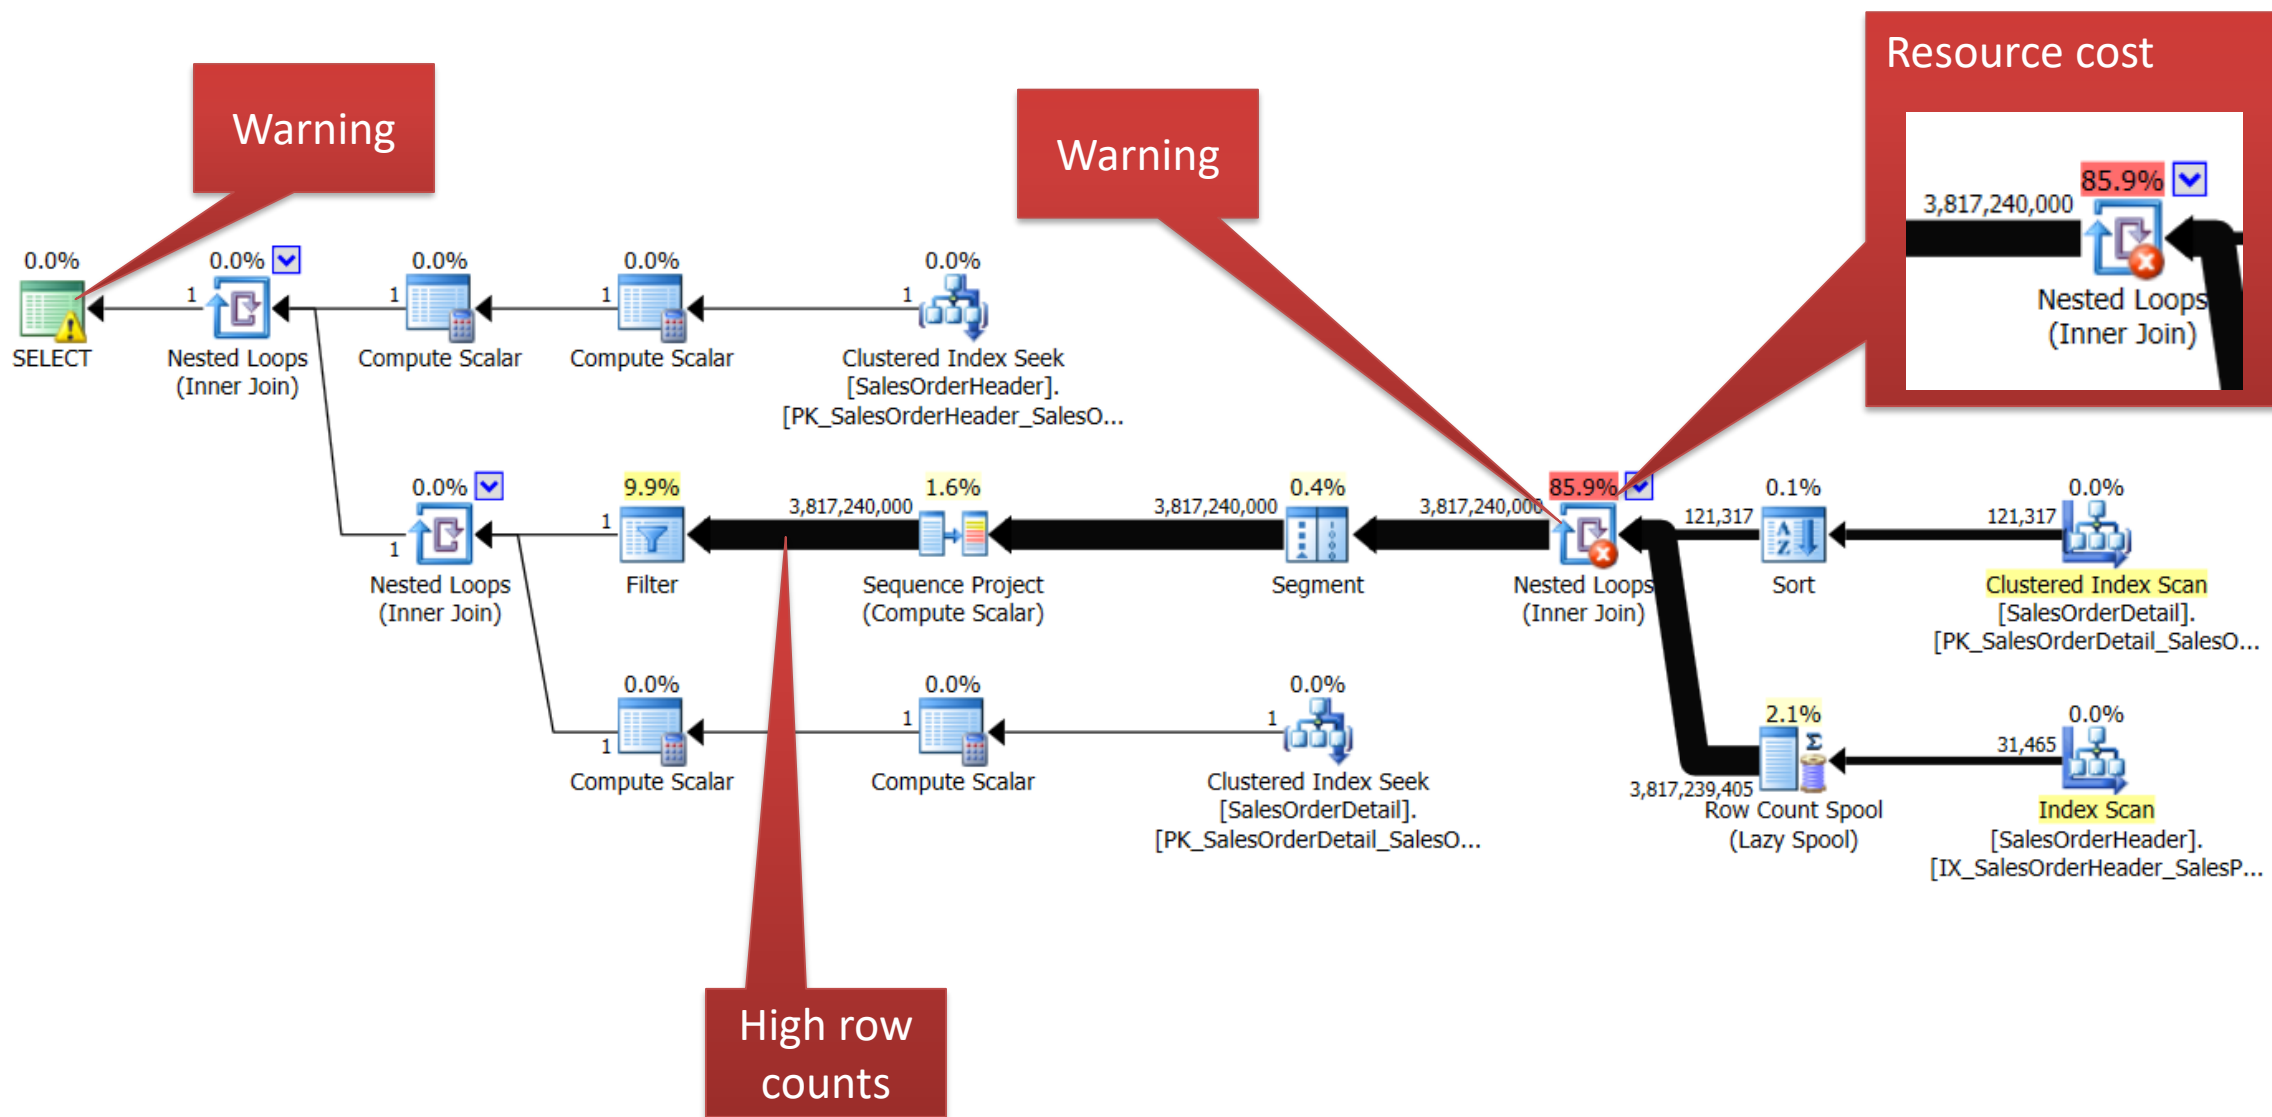 Resource cost
Warning
Warning
85.9%
3,817,240,000
Nested Loops
(Inner Join)
0.0%
0.0%
0.0%
0.0%
0.0%
1
1
1
1
SELECT
Nested Loops
(Inner Join)
Compute Scalar
Compute Scalar
Clustered Index Seek
[SalesOrderHeader].
[PK_SalesOrderHeader_SalesO...
0.0%
9.9%
1.6%
0.4%
85.9%
0.1%
0.0%
1
1
3,817,240,000
3,817,240,000
3,817,240,000
121,317
121,317
Nested Loops
(Inner Join)
Filter
Sequence Project
(Compute Scalar)
Segment
Nested Loops
(Inner Join)
Sort
Clustered Index Scan
[SalesOrderDetail].
[PK_SalesOrderDetail_SalesO...
0.0%
0.0%
0.0%
2.1%
0.0%
1
1
1
3,817,239,405
31,465
Compute Scalar
Compute Scalar
Clustered Index Seek
[SalesOrderDetail].
[PK_SalesOrderDetail_SalesO...
Row Count Spool
(Lazy Spool)
Index Scan
[SalesOrderHeader].
[IX_SalesOrderHeader_SalesP...
High row
counts